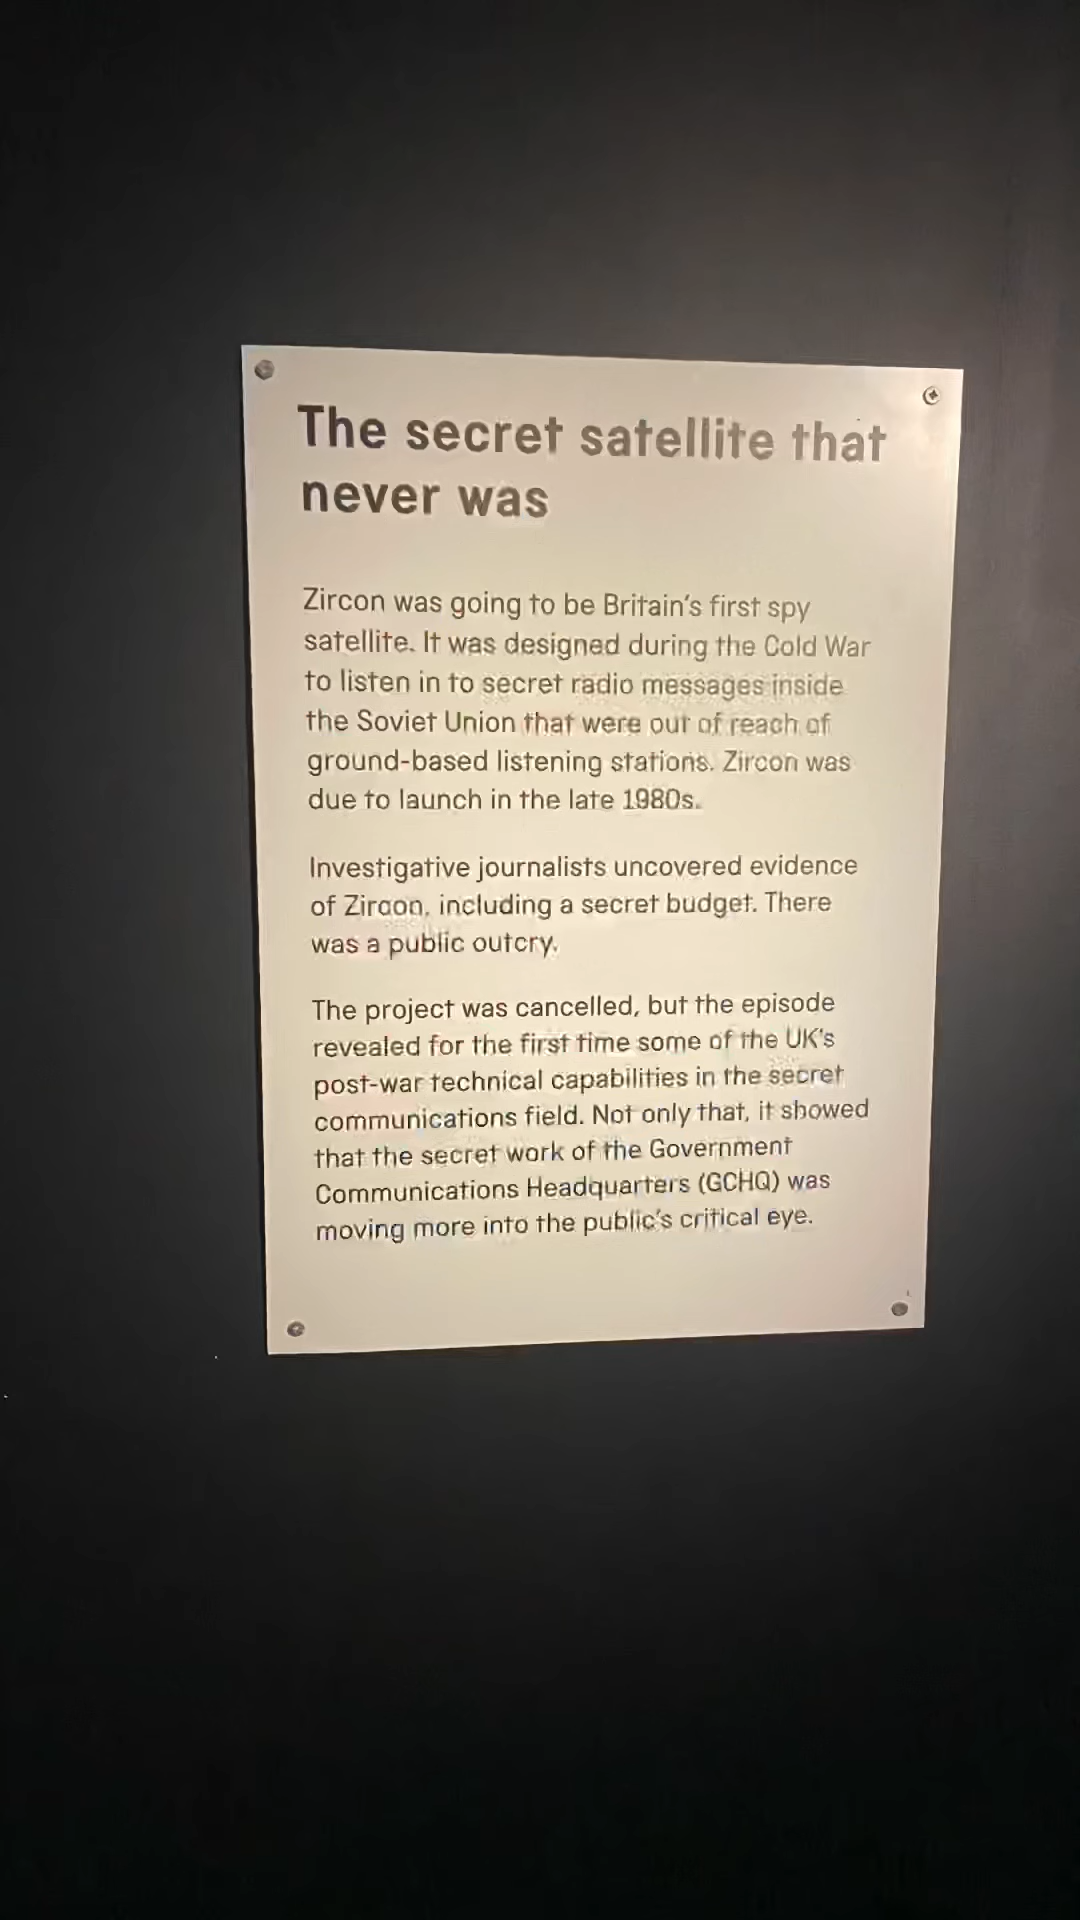 The secret satellite that
never was
Zircon was going to be Britain's first spy
satellite. It was designed during the Cold War
to listen in to secret radio messages inside
the Soviet Union that were out of reach of
ground-based listening stations. Zircon was
due to launch in the late 1980s.
Investigative journalists uncovered evidence
of Zircon, including a secret budget. There
was a public outcry.
The project was cancelled, but the episode
revealed for the first time some of the UK's
post-war technical capabilities in the secret
communications field. Not only that, it showed
that the secret work of the Government
Communications Headquarters (GCHQ) was
moving more into the public's critical eye.